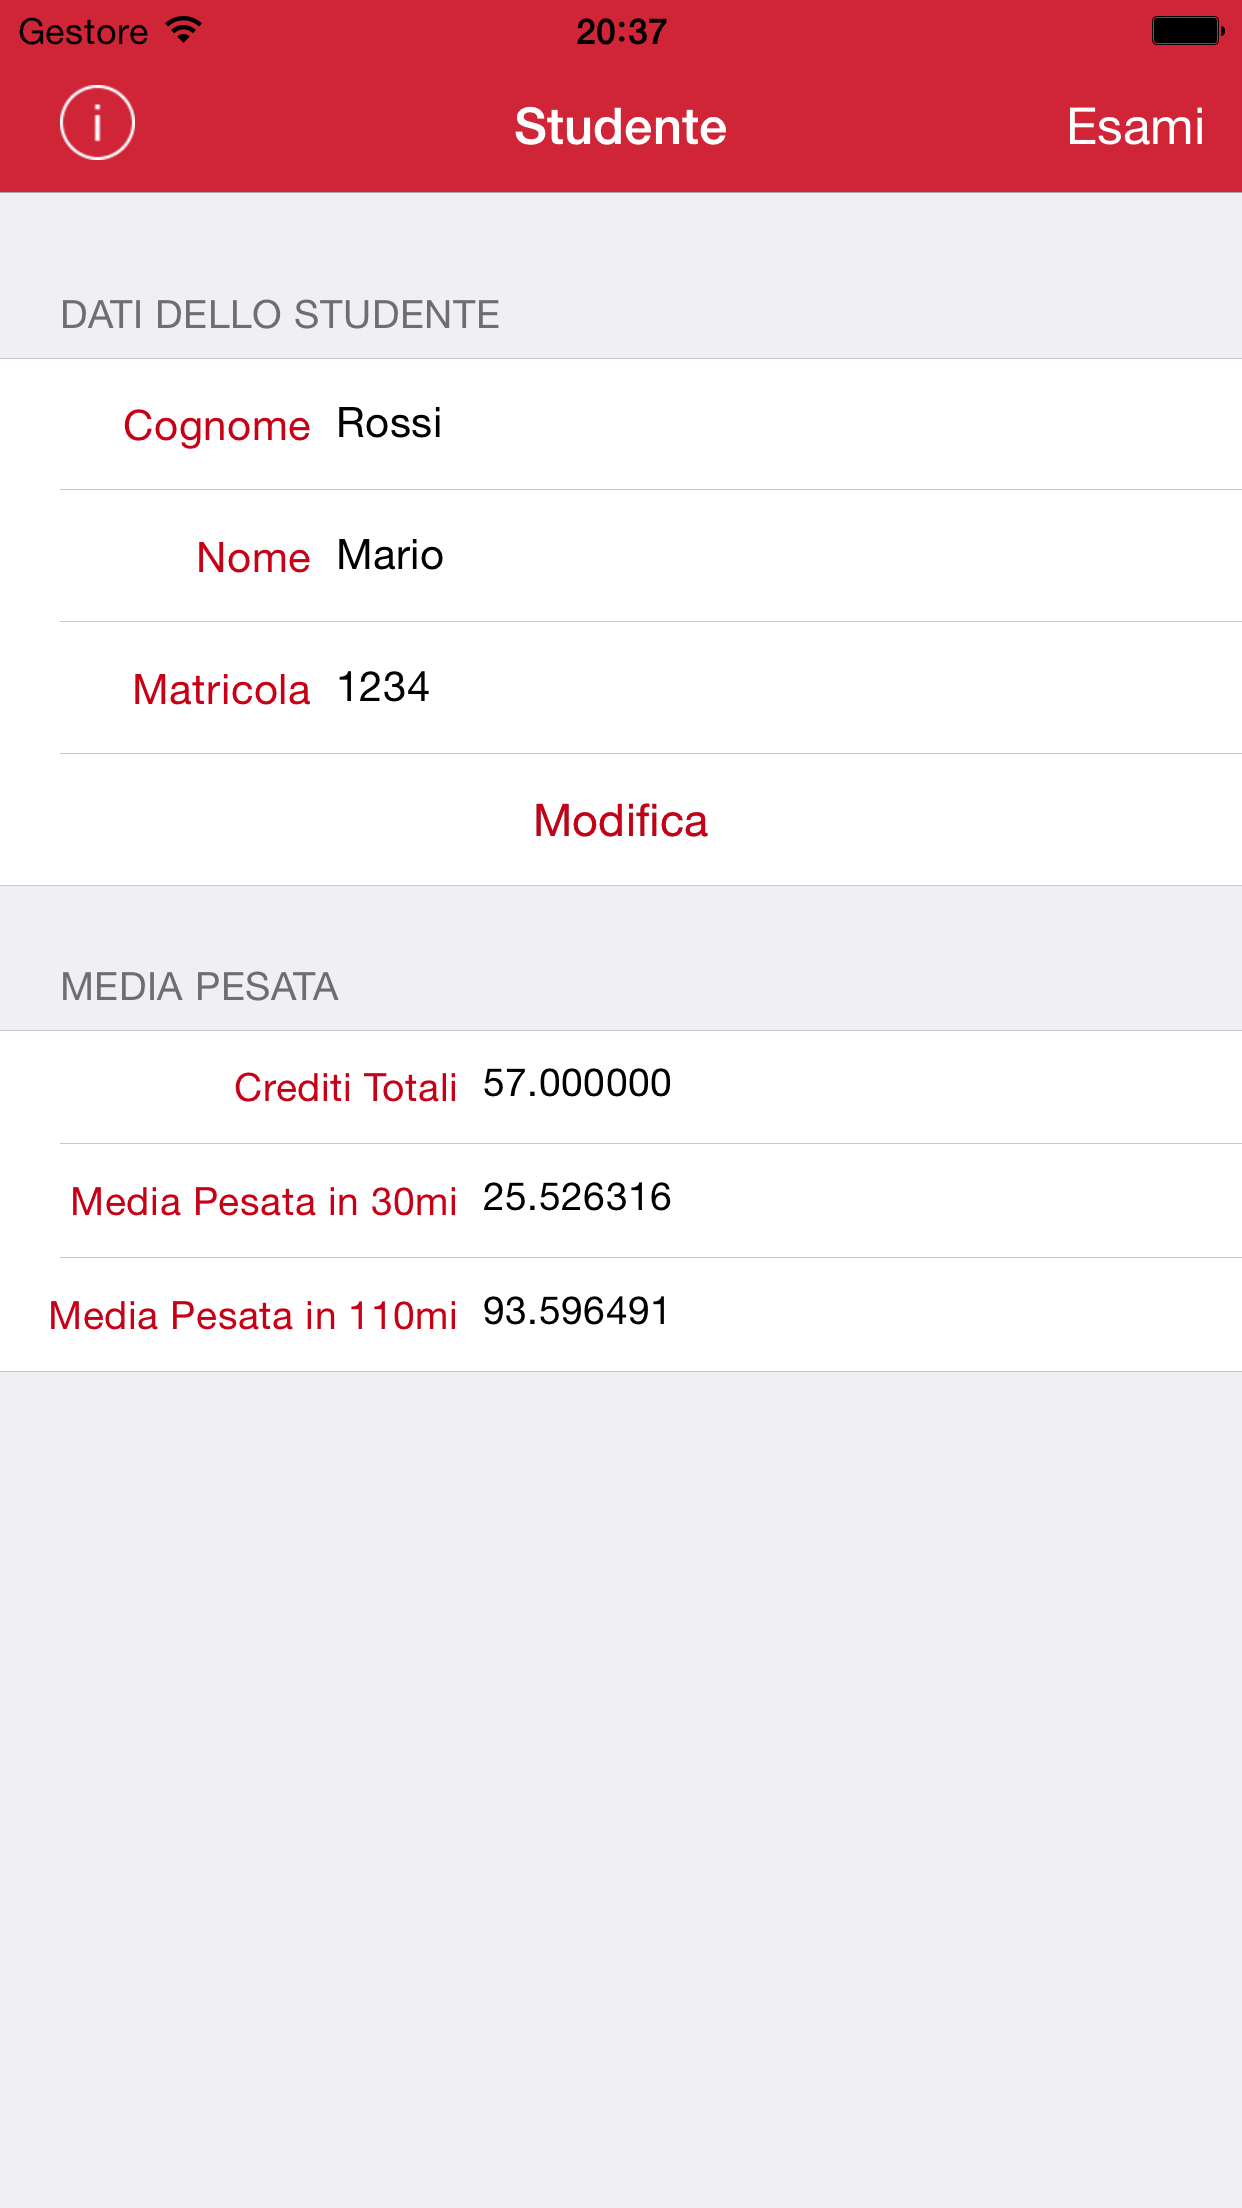 Gestore 20:37
Studente Esami
DATI DELLO STUDENTE
Cognome Rossi
Nome Mario
Matricola 1234
Modifica
MEDIA PESATA
Crediti Totali 57.000000
Media Pesata in 30mi 25.526316
Media Pesata in 110mi 93.596491